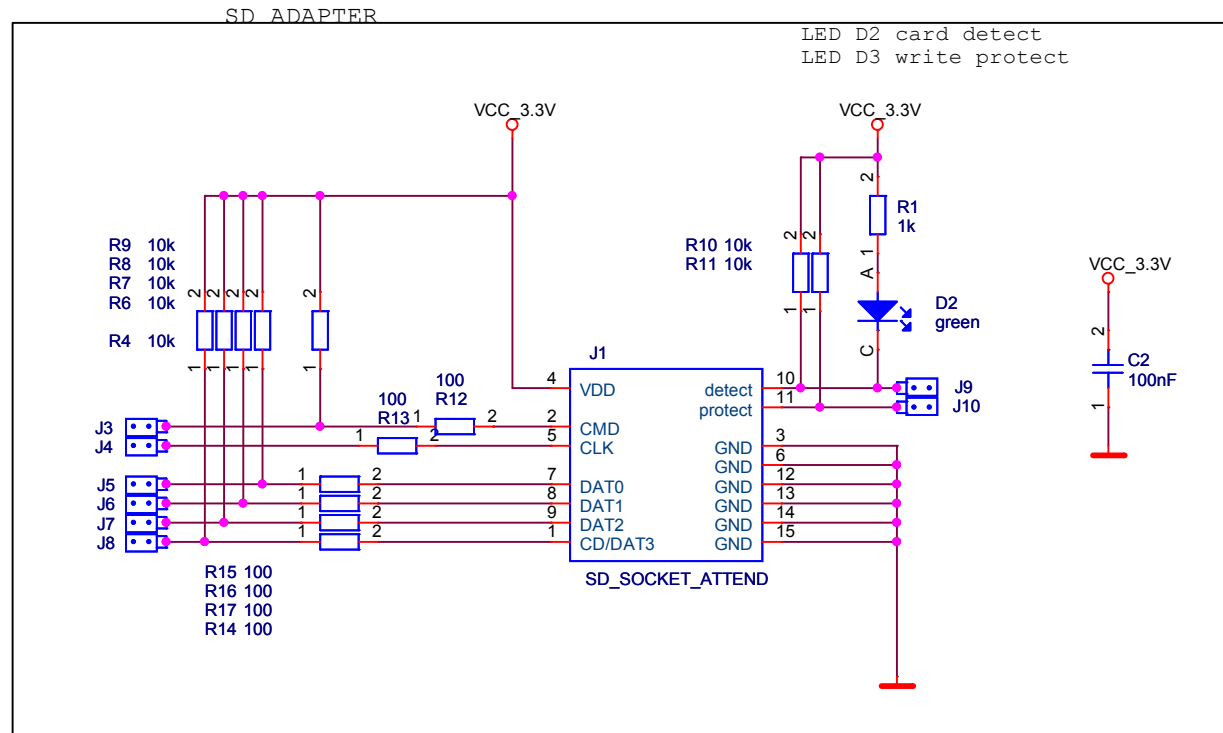 SD ADAPTER
LED D2 card detect
LED D3 write protect
VCC_3.3V
VCC_3.3V
R9 10k
R8 10k
R7 10k
R6 10k
R4 10k
2
2
2
2
2
1
1
1
1
1
R10 10k
R11 10k
2
2
1
1
2
R1
1k
1
A
D2
green
C
VCC_3.3V
2
C2
100nF
1
J1
4 VDD
2 CMD
5 CLK
7 DAT0
8 DAT1
9 DAT2
1 CD/DAT3
detect 10
protect 11
GND 3
GND 6
GND 12
GND 13
GND 14
GND 15
SD_SOCKET_ATTEND
J9
J10
100
R12
1 2
100
R13
1 2
J3
J4
J5
J6
J7
J8
1 2
1 2
1 2
1 2
R15 100
R16 100
R17 100
R14 100